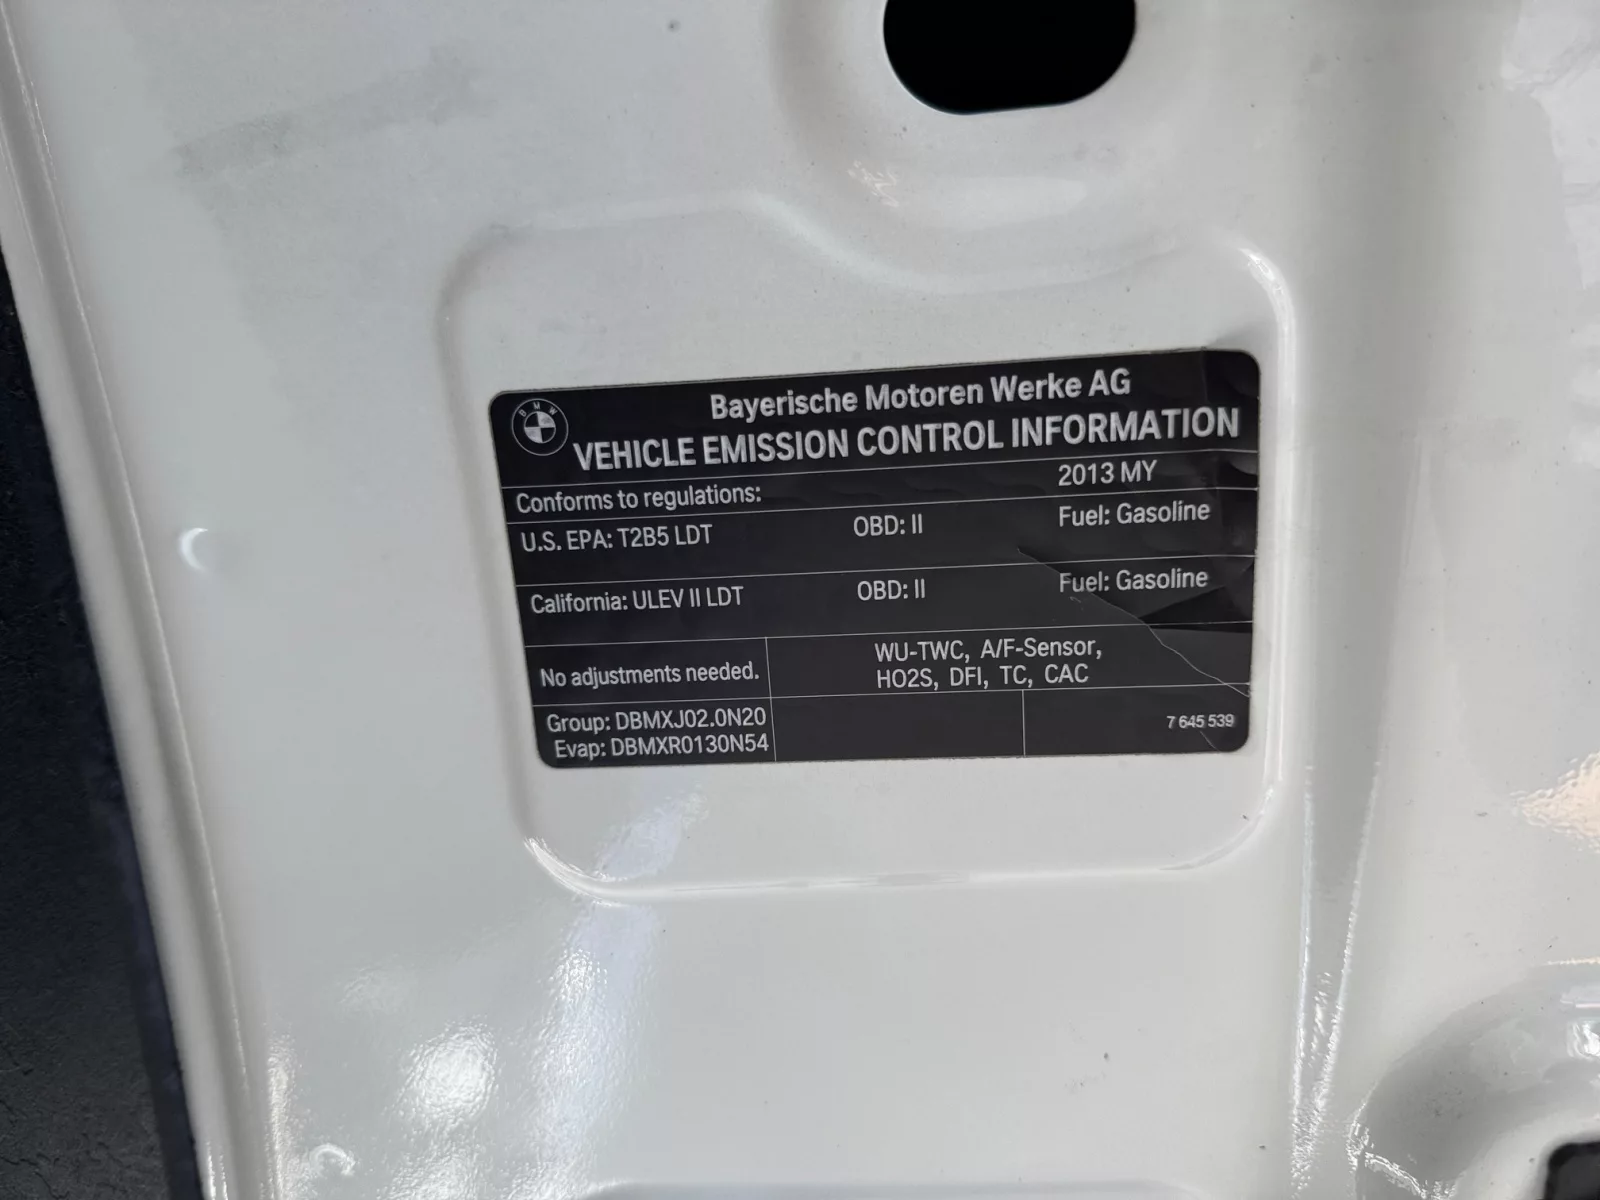 BMW
Bayerische Motoren Werke AG
VEHICLE EMISSION CONTROL INFORMATION
Conforms to regulations: 2013 MY
U.S. EPA: T2B5 LDT OBD: II Fuel: Gasoline
California: ULEV II LDT OBD: II Fuel: Gasoline
No adjustments needed.
WU-TWC, A/F-Sensor,
HO2S, DFI, TC, CAC
Group: DBMXJ02.0N20
Evap: DBMXR0130N54
7 645 539